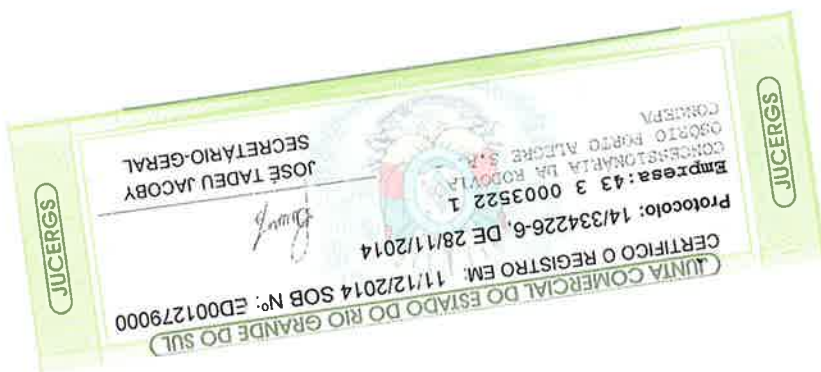 JUNTA COMERCIAL DO ESTADO DO RIO GRANDE DO SUL
CERTIFICO O REGISTRO EM: 11/12/2014 SOB Nº: ED001279000
Protocolo: 14/334226-6, DE 28/11/2014
Empresa: 43 3 0003522 1
CONCESSIONARIA DA RODOVIA
OSÓRIO PORTO ALEGRE S.A.
CONCEPA
JOSÉ TADEU JACOBY
SECRETÁRIO-GERAL
JUCERGS
JUCERGS